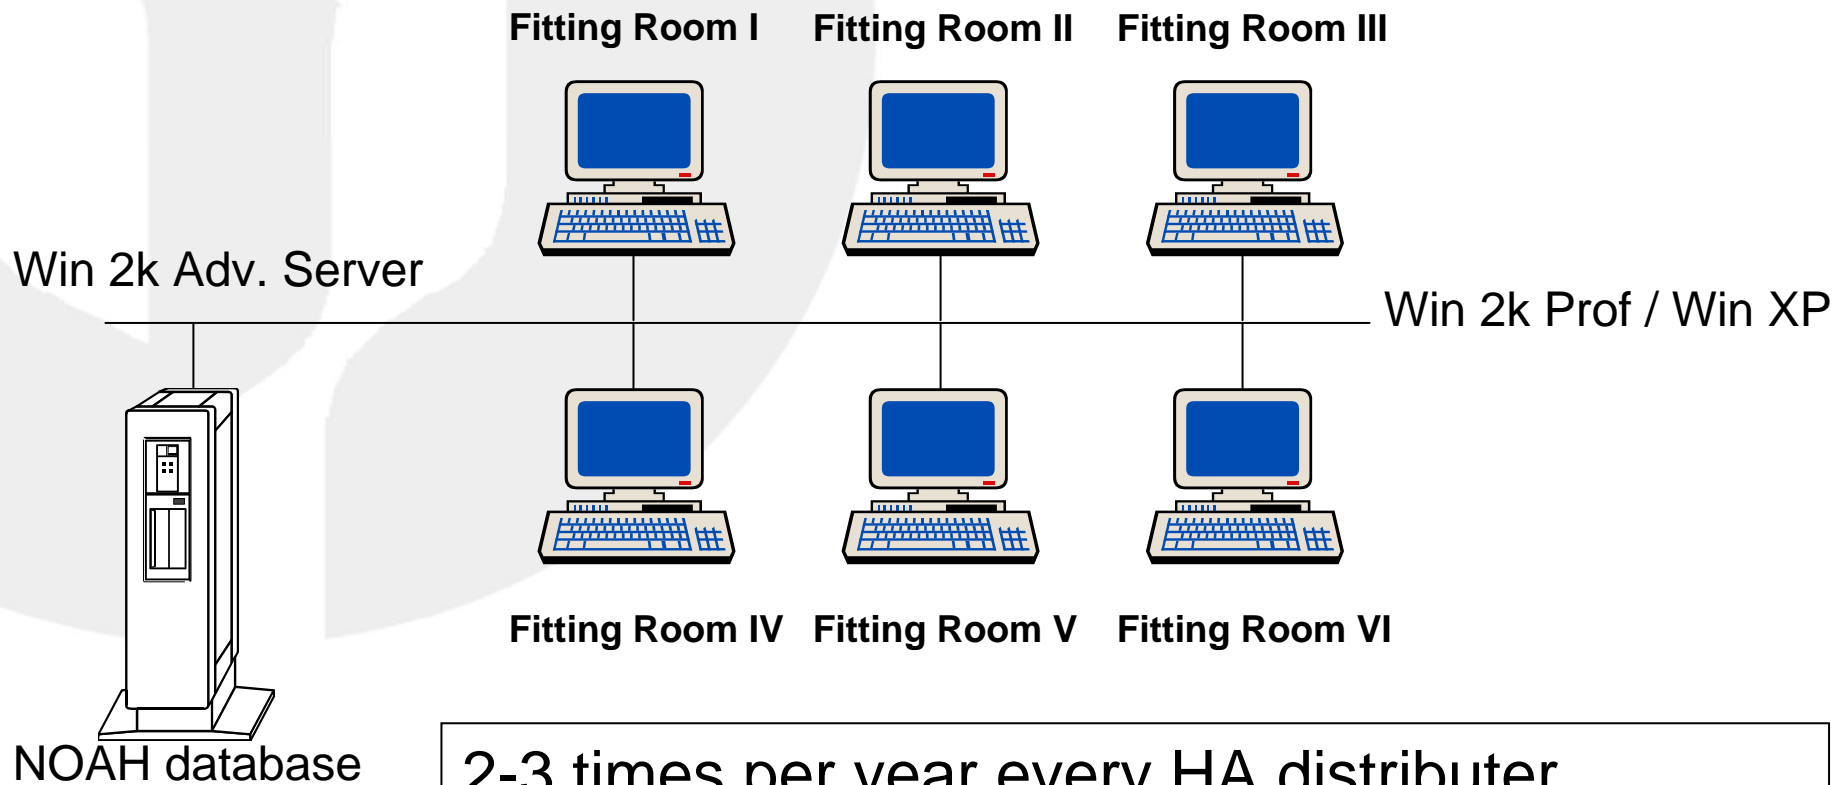 Fitting Room I Fitting Room II Fitting Room III
Win 2k Adv. Server
Win 2k Prof / Win XP
Fitting Room IV Fitting Room V Fitting Room VI
NOAH database
2-3 times per year every HA distributer